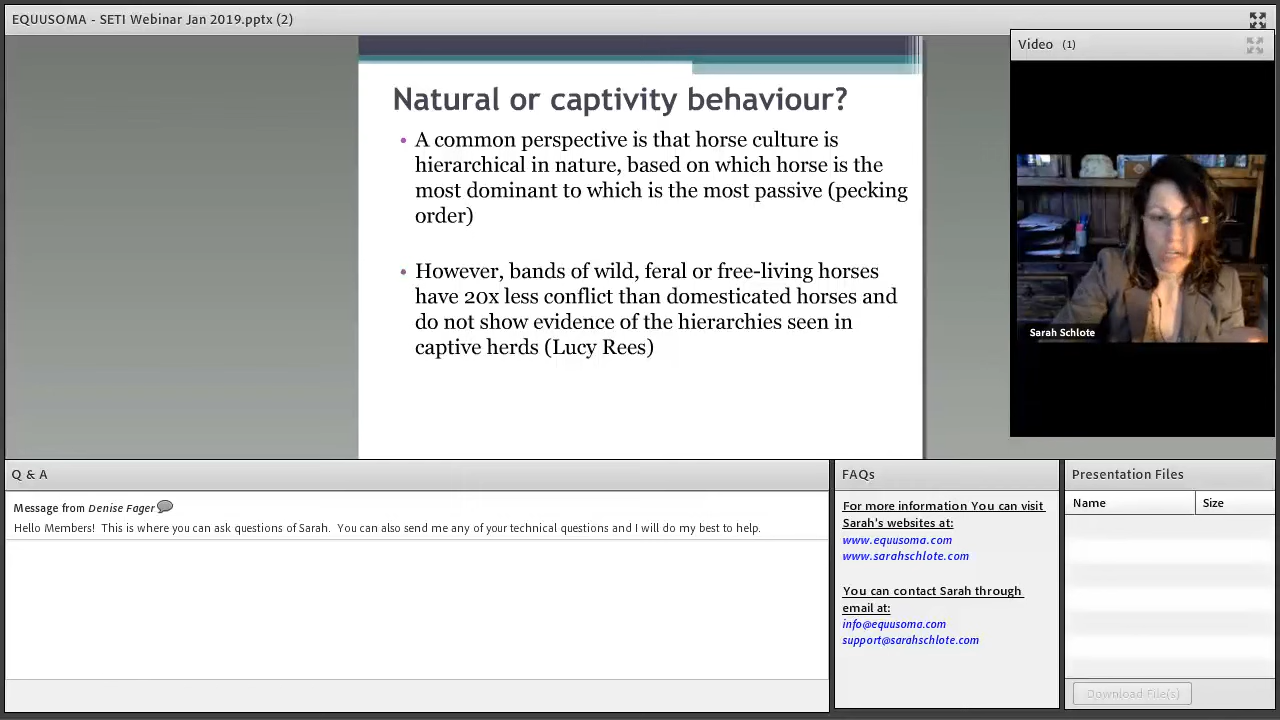 EQUUSOMA - SETI Webinar Jan 2019.pptx (2)
Video (1)
Natural or captivity behaviour?
• A common perspective is that horse culture is
hierarchical in nature, based on which horse is the
most dominant to which is the most passive (pecking
order)
• However, bands of wild, feral or free-living horses
have 20x less conflict than domesticated horses and
do not show evidence of the hierarchies seen in
captive herds (Lucy Rees)
Sarah Schlote
Q & A
Message from Denise Fager
Hello Members!  This is where you can ask questions of Sarah.  You can also send me any of your technical questions and I will do my best to help.
FAQs
For more information You can visit
Sarah's websites at:
www.equusoma.com
www.sarahschlote.com
You can contact Sarah through
email at:
info@equusoma.com
support@sarahschlote.com
Presentation Files
Name Size
Download File(s)